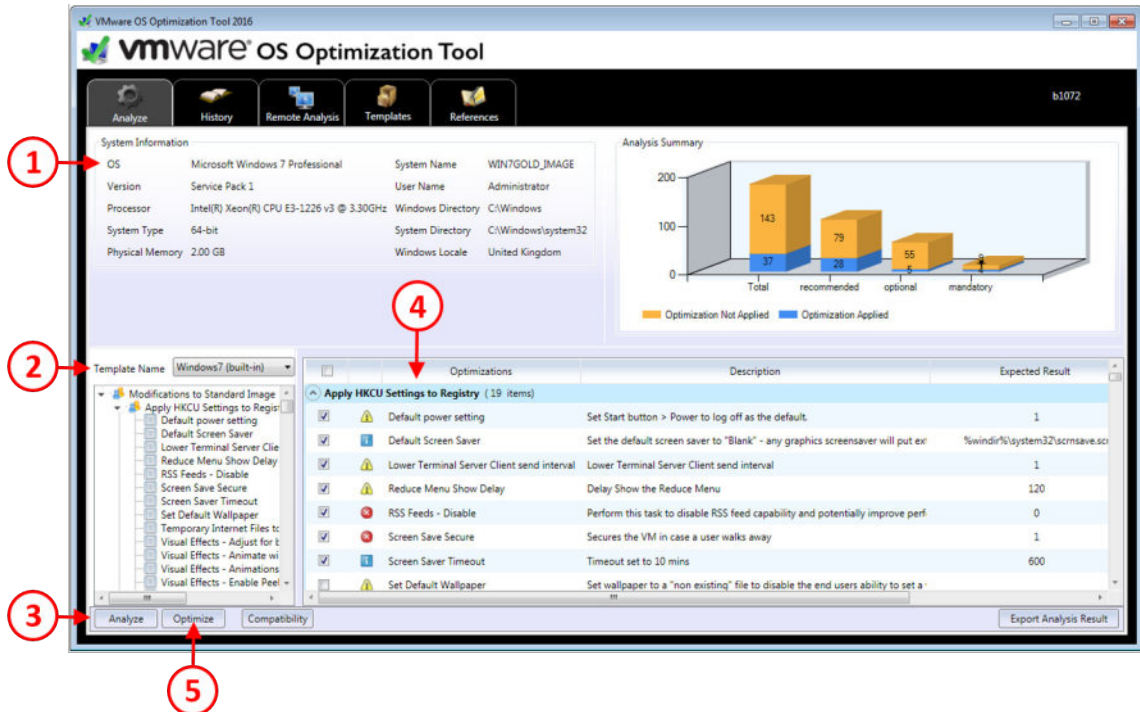 VMware OS Optimization Tool 2016
vmware® OS Optimization Tool
Analyze
History
Remote Analysis
Templates
References
b1072
1
System Information
OS Microsoft Windows 7 Professional System Name WIN7GOLD_IMAGE
Version Service Pack 1 User Name Administrator
Processor Intel(R) Xeon(R) CPU E3-1226 v3 @ 3.30GHz Windows Directory C:\Windows
System Type 64-bit System Directory C:\Windows\system32
Physical Memory 2.00 GB Windows Locale United Kingdom
Analysis Summary
200
100
0
143
37
79
28
55
5
9
4
Total
recommended
optional
mandatory
Optimization Not Applied Optimization Applied
4
2
Template Name Windows7 (built-in)
Modifications to Standard Image
Apply HKCU Settings to Regist
Default power setting
Default Screen Saver
Lower Terminal Server Clie
Reduce Menu Show Delay
RSS Feeds - Disable
Screen Save Secure
Screen Saver Timeout
Set Default Wallpaper
Temporary Internet Files to
Visual Effects - Adjust for b
Visual Effects - Animate wi
Visual Effects - Animations
Visual Effects - Enable Peel
Optimizations Description Expected Result
Apply HKCU Settings to Registry ( 19 items)
Default power setting Set Start button > Power to log off as the default. 1
Default Screen Saver Set the default screen saver to "Blank" - any graphics screensaver will put ext %windir%\system32\scrnsave.scr
Lower Terminal Server Client send interval Lower Terminal Server Client send interval 1
Reduce Menu Show Delay Delay Show the Reduce Menu 120
RSS Feeds - Disable Perform this task to disable RSS feed capability and potentially improve perf 0
Screen Save Secure Secures the VM in case a user walks away 1
Screen Saver Timeout Timeout set to 10 mins 600
Set Default Wallpaper Set wallpaper to a "non existing" file to disable the end users ability to set a
3
Analyze Optimize Compatibility Export Analysis Result
5